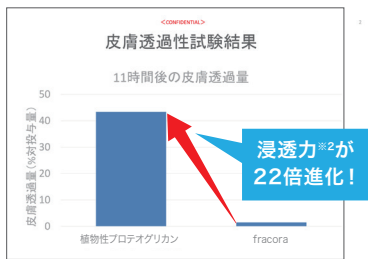 <CONFIDENTIAL>
皮膚透過性試験結果
11時間後の皮膚透過量
皮膚透過量(%対投与量)
50
40
30
20
10
0
植物性プロテオグリカン
fracora
浸透力※2が
22倍進化!